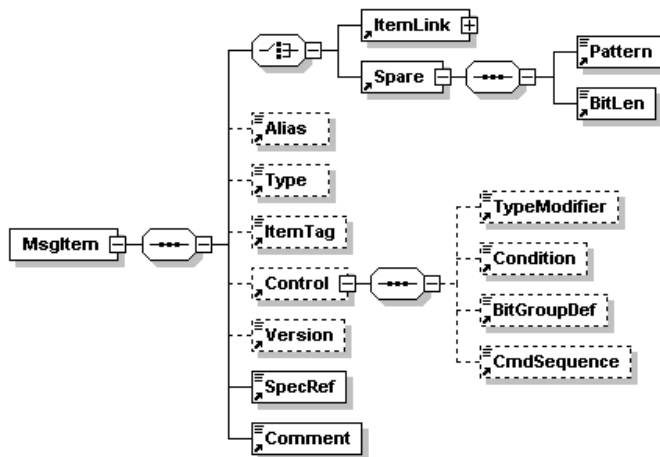 ItemLink
Spare
Pattern
BitLen
Alias
Type
ItemTag
MsgItem
Control
TypeModifier
Condition
BitGroupDef
CmdSequence
Version
SpecRef
Comment